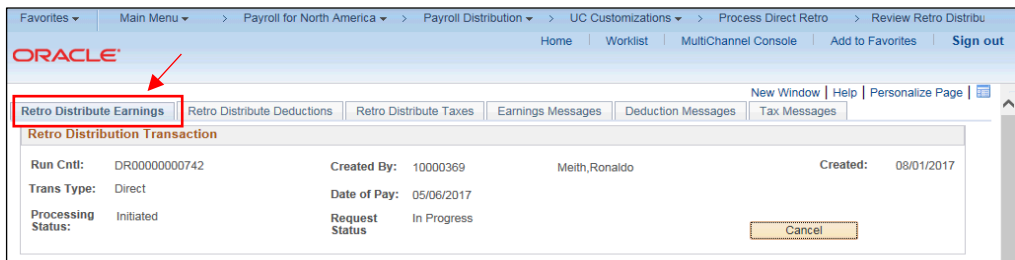 Favorites Main Menu > Payroll for North America > Payroll Distribution > UC Customizations > Process Direct Retro > Review Retro Distribu
Home Worklist MultiChannel Console Add to Favorites Sign out
ORACLE
New Window | Help | Personalize Page |
Retro Distribute Earnings Retro Distribute Deductions Retro Distribute Taxes Earnings Messages Deduction Messages Tax Messages
Retro Distribution Transaction
Run Cntl: DR00000000742 Created By: 10000369 Meith,Ronaldo Created: 08/01/2017
Trans Type: Direct Date of Pay: 05/06/2017
Processing Status: Initiated Request Status In Progress
Cancel